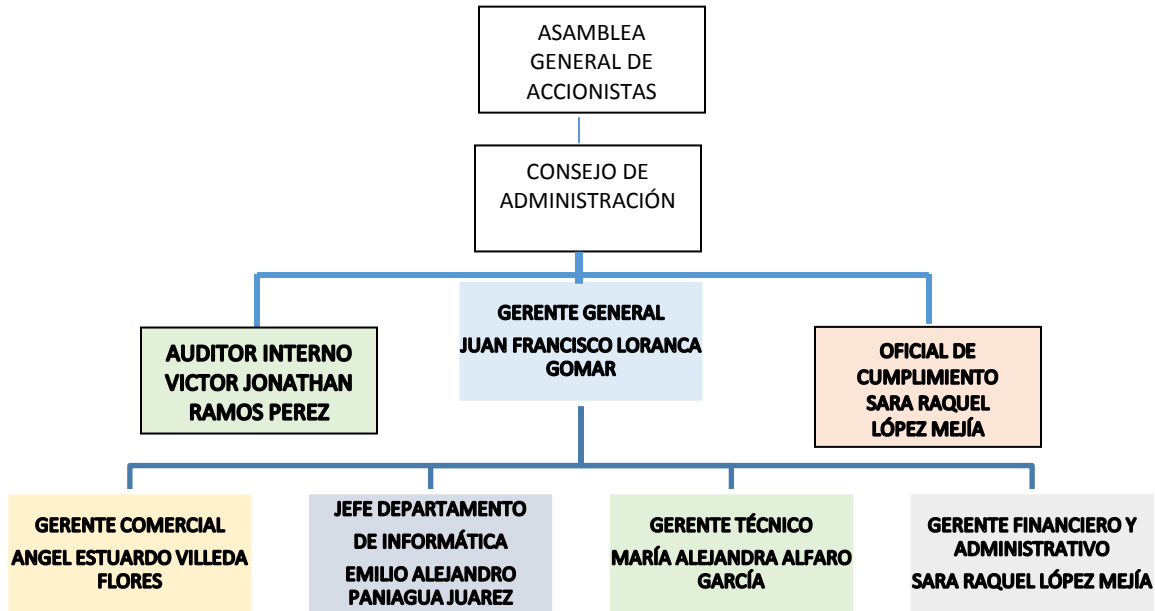 ASAMBLEA
GENERAL DE
ACCIONISTAS
CONSEJO DE
ADMINISTRACIÓN
GERENTE GENERAL
JUAN FRANCISCO LORANCA
GOMAR
AUDITOR INTERNO
VICTOR JONATHAN
RAMOS PEREZ
OFICIAL DE
CUMPLIMIENTO
SARA RAQUEL
LÓPEZ MEJÍA
GERENTE COMERCIAL
ANGEL ESTUARDO VILLEDA
FLORES
JEFE DEPARTAMENTO
DE INFORMÁTICA
EMILIO ALEJANDRO
PANIAGUA JUAREZ
GERENTE TÉCNICO
MARÍA ALEJANDRA ALFARO
GARCÍA
GERENTE FINANCIERO Y
ADMINISTRATIVO
SARA RAQUEL LÓPEZ MEJÍA